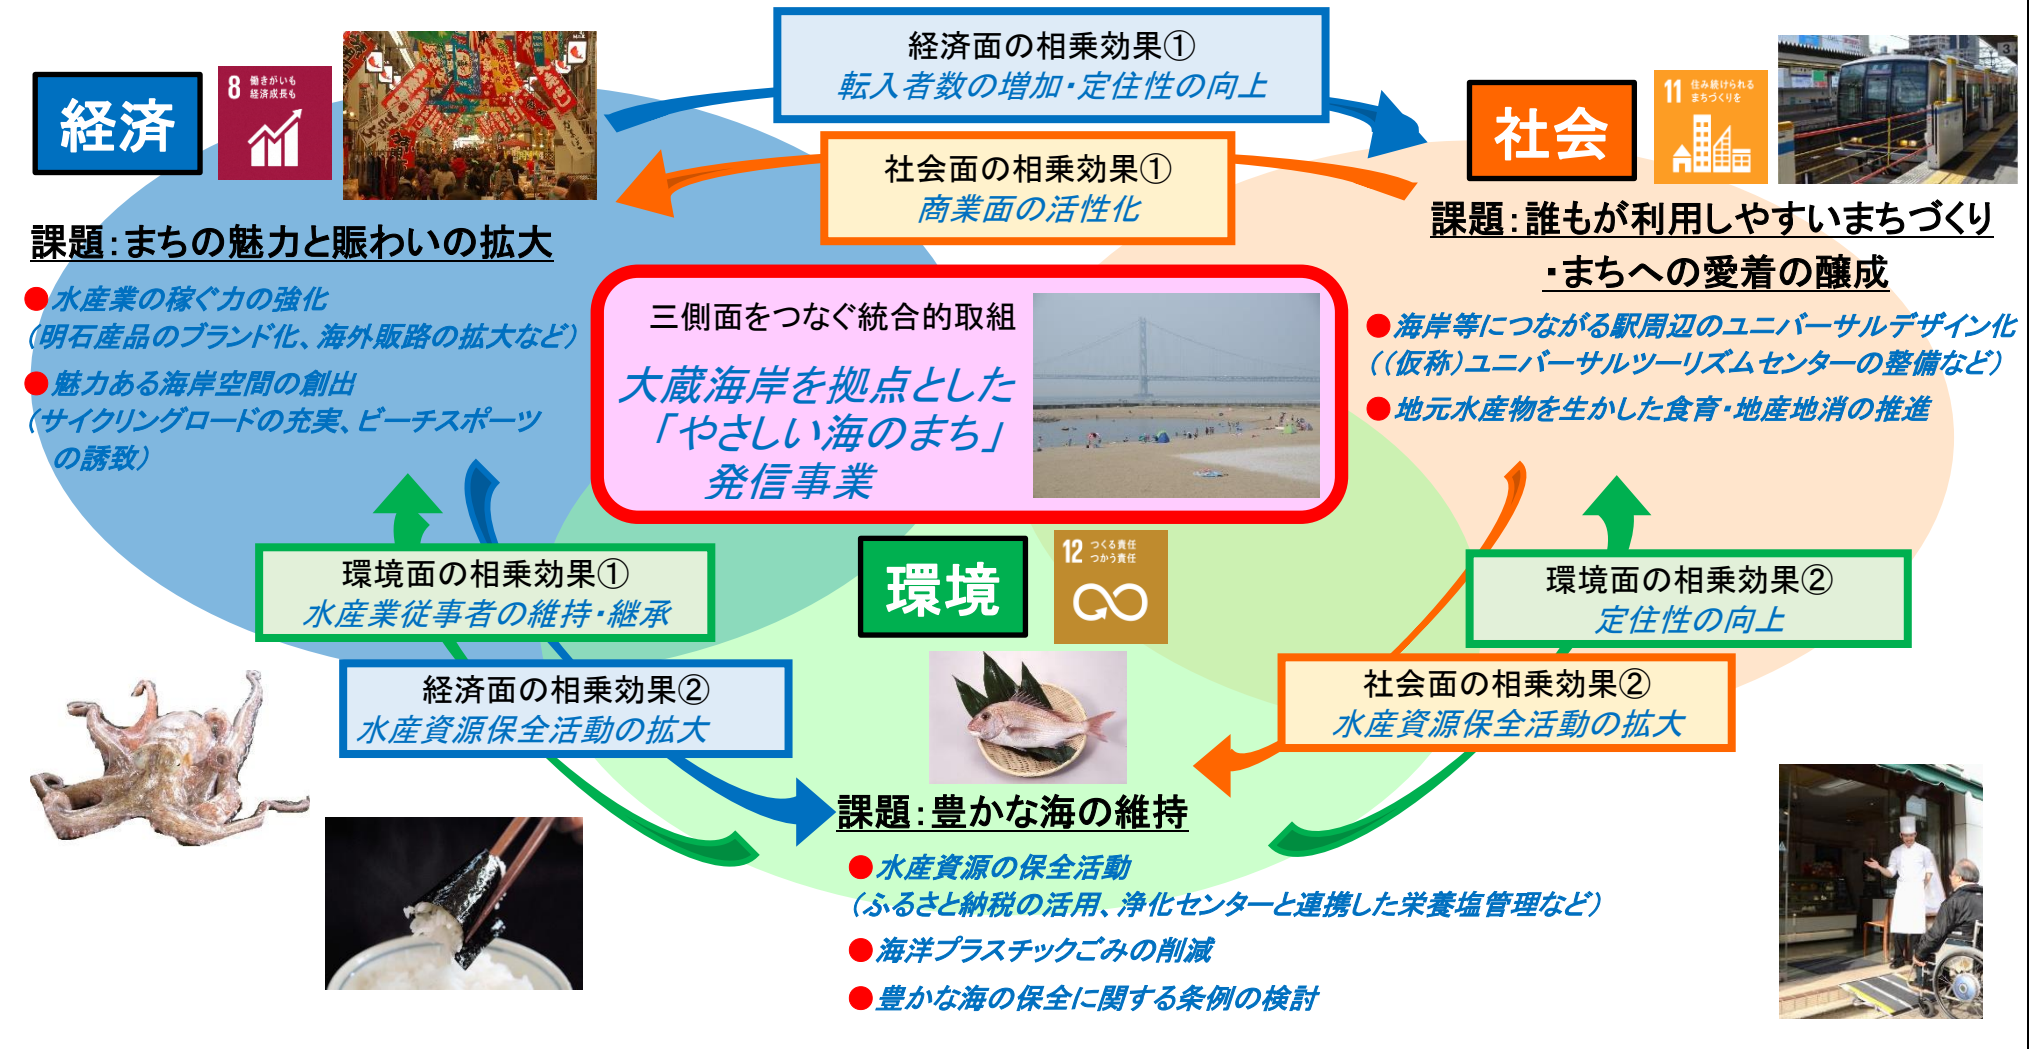 経済面の相乗効果①
転入者数の増加・定住性の向上
経済
8 働きがいも
経済成長も
社会
11 住み続けられる
まちづくりを
3
社会面の相乗効果①
商業面の活性化
課題：まちの魅力と賑わいの拡大
●水産業の稼ぐ力の強化
（明石産品のブランド化、海外販路の拡大など）
●魅力ある海岸空間の創出
（サイクリングロードの充実、ビーチスポーツ
の誘致）
課題：誰もが利用しやすいまちづくり
・まちへの愛着の醸成
●海岸等につながる駅周辺のユニバーサルデザイン化
（（仮称）ユニバーサルツーリズムセンターの整備など）
●地元水産物を生かした食育・地産地消の推進
三側面をつなぐ統合的取組
大蔵海岸を拠点とした
「やさしい海のまち」
発信事業
環境
12 つくる責任
つかう責任
環境面の相乗効果①
水産業従事者の維持・継承
環境面の相乗効果②
定住性の向上
経済面の相乗効果②
水産資源保全活動の拡大
社会面の相乗効果②
水産資源保全活動の拡大
課題：豊かな海の維持
●水産資源の保全活動
（ふるさと納税の活用、浄化センターと連携した栄養塩管理など）
●海洋プラスチックごみの削減
●豊かな海の保全に関する条例の検討